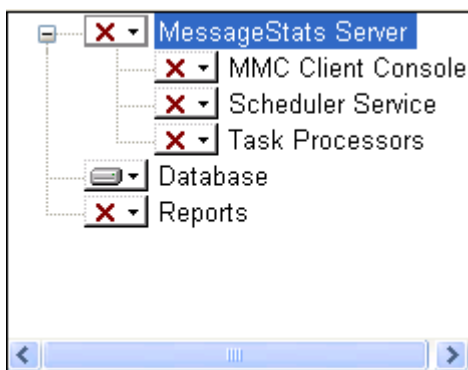 MessageStats Server
MMC Client Console
Scheduler Service
Task Processors
Database
Reports